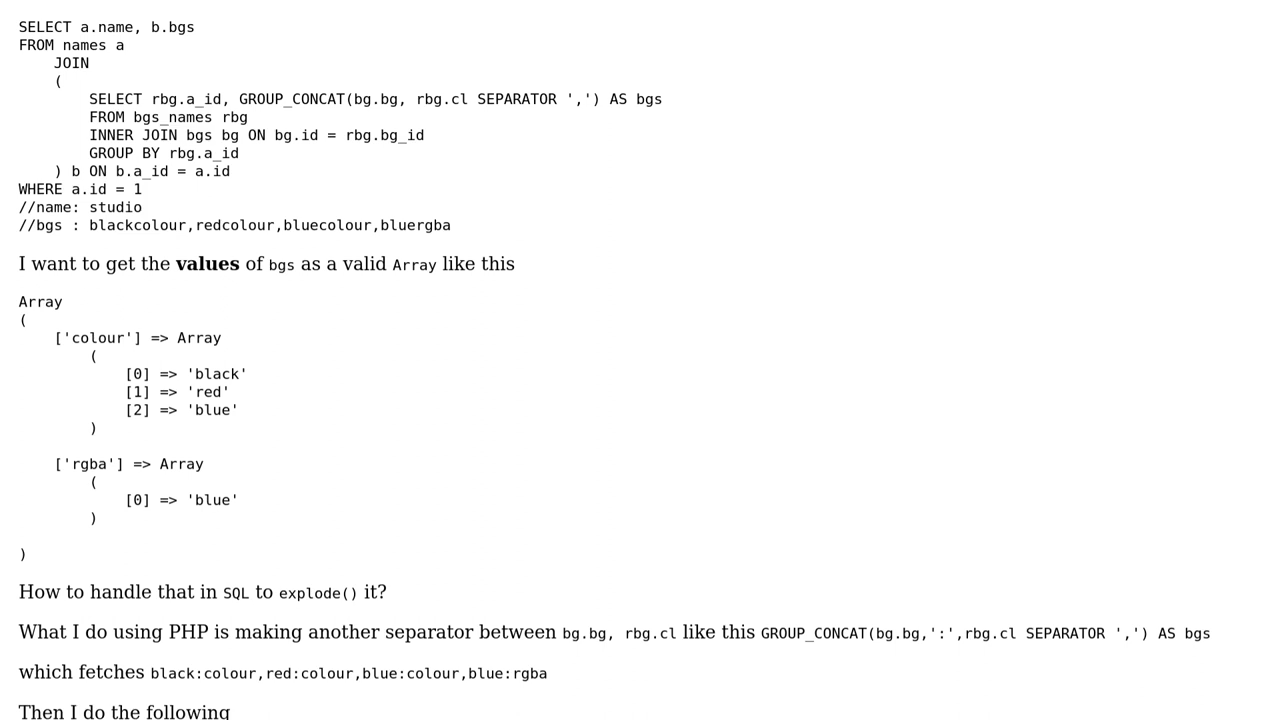 SELECT a.name, b.bgs
FROM names a
    JOIN
    (
        SELECT rbg.a_id, GROUP_CONCAT(bg.bg, rbg.cl SEPARATOR ',') AS bgs
        FROM bgs_names rbg
        INNER JOIN bgs bg ON bg.id = rbg.bg_id
        GROUP BY rbg.a_id
    ) b ON b.a_id = a.id
WHERE a.id = 1
//name: studio
//bgs : blackcolour,redcolour,bluecolour,bluergba
I want to get the values of bgs as a valid Array like this
Array
(
    ['colour'] => Array
        (
            [0] => 'black'
            [1] => 'red'
            [2] => 'blue'
        )
    ['rgba'] => Array
        (
            [0] => 'blue'
        )
)
How to handle that in SQL to explode() it?
What I do using PHP is making another separator between bg.bg, rbg.cl like this GROUP_CONCAT(bg.bg,':',rbg.cl SEPARATOR ',') AS bgs
which fetches black:colour,red:colour,blue:colour,blue:rgba
Then I do the following